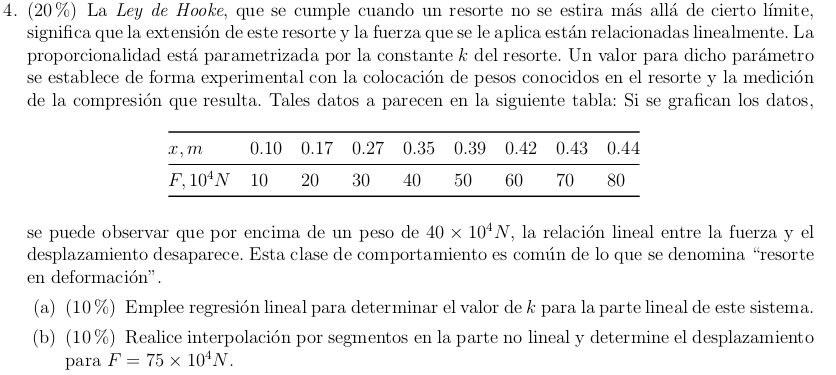 4. (20 %) La Ley de Hooke, que se cumple cuando un resorte no se estira más allá de cierto límite,
significa que la extensión de este resorte y la fuerza que se le aplica están relacionadas linealmente. La
proporcionalidad está parametrizada por la constante k del resorte. Un valor para dicho parámetro
se establece de forma experimental con la colocación de pesos conocidos en el resorte y la medición
de la compresión que resulta. Tales datos a parecen en la siguiente tabla: Si se grafican los datos,
x, m 0.10 0.17 0.27 0.35 0.39 0.42 0.43 0.44
F, 10⁴N 10 20 30 40 50 60 70 80
se puede observar que por encima de un peso de 40 × 10⁴N, la relación lineal entre la fuerza y el
desplazamiento desaparece. Esta clase de comportamiento es común de lo que se denomina “resorte
en deformación”.
(a) (10 %) Emplee regresión lineal para determinar el valor de k para la parte lineal de este sistema.
(b) (10 %) Realice interpolación por segmentos en la parte no lineal y determine el desplazamiento
para F = 75 × 10⁴N.